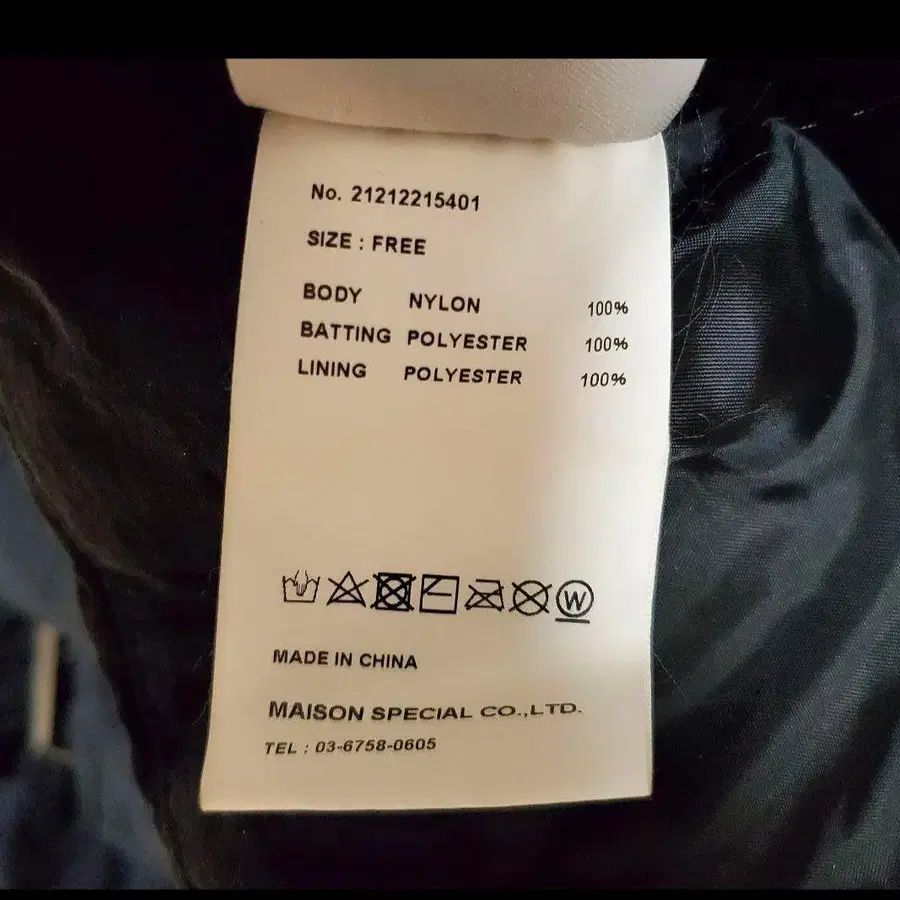 No. 21212215401
SIZE : FREE
BODY NYLON 100%
BATTING POLYESTER 100%
LINING POLYESTER 100%
W
MADE IN CHINA
MAISON SPECIAL CO.,LTD.
TEL : 03-6758-0605